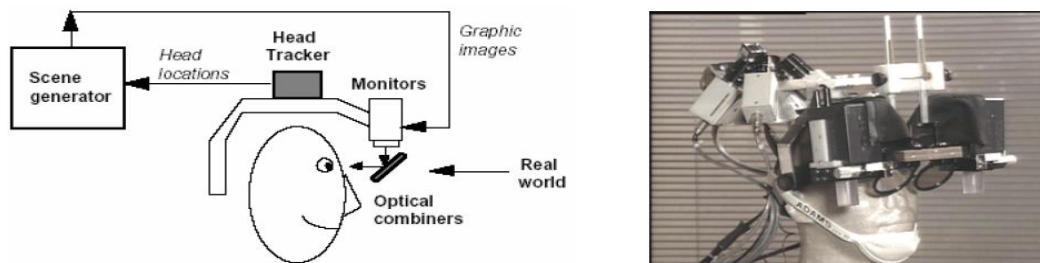 Head
Tracker
Graphic
images
Head
locations
Scene
generator
Monitors
Real
world
Optical
combiners
ADAMS